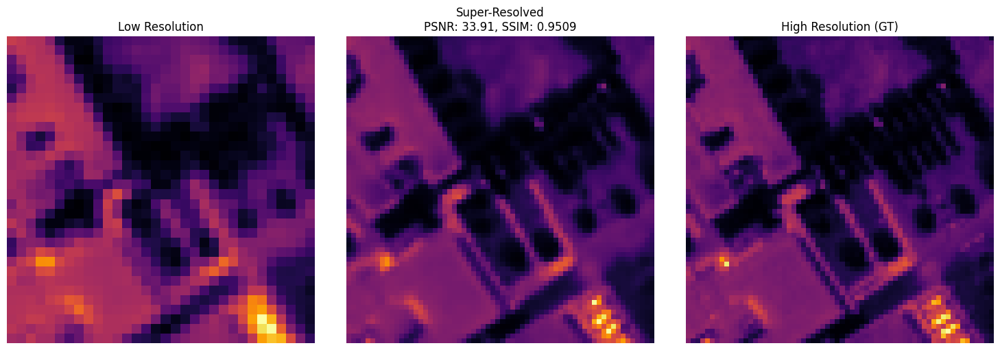 Low Resolution
Super-Resolved
PSNR: 33.91, SSIM: 0.9509
High Resolution (GT)